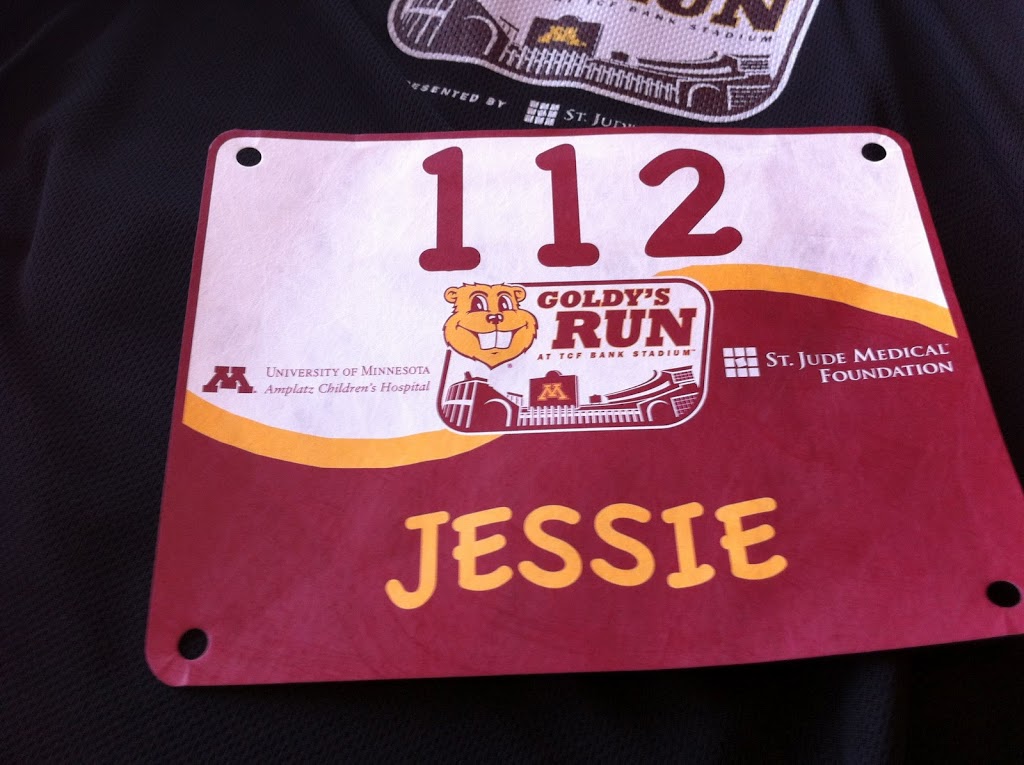 RUN
TCF BANK STADIUM
M
PRESENTED BY
ST. JUDE
112
GOLDY'S
RUN
AT TCF BANK STADIUM™
M
UNIVERSITY OF MINNESOTA
Amplatz Children's Hospital
M
ST. JUDE MEDICAL
FOUNDATION
JESSIE